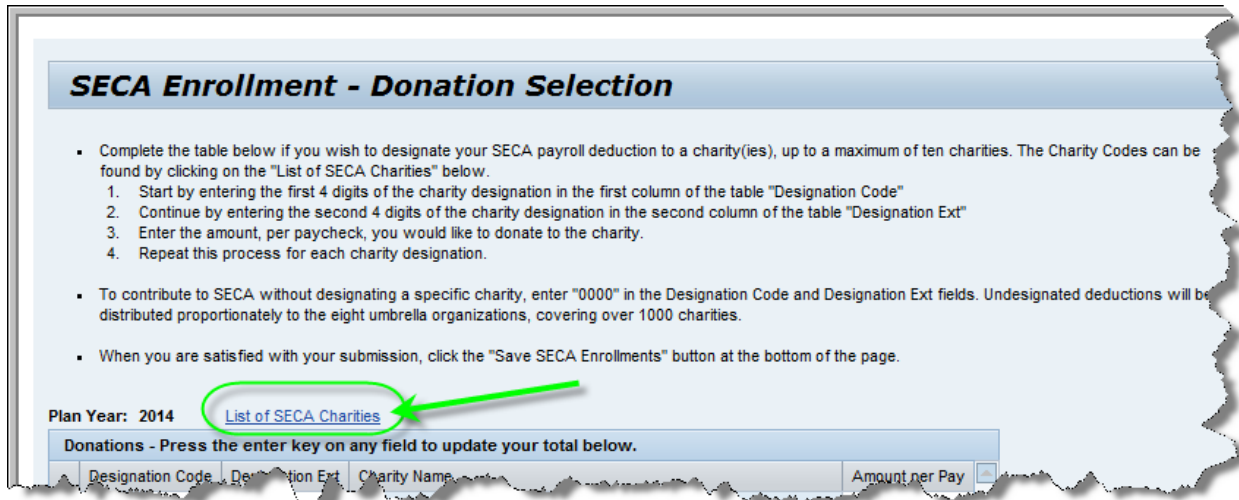 SECA Enrollment - Donation Selection
▪ Complete the table below if you wish to designate your SECA payroll deduction to a charity(ies), up to a maximum of ten charities. The Charity Codes can be
found by clicking on the "List of SECA Charities" below.
1. Start by entering the first 4 digits of the charity designation in the first column of the table "Designation Code"
2. Continue by entering the second 4 digits of the charity designation in the second column of the table "Designation Ext"
3. Enter the amount, per paycheck, you would like to donate to the charity.
4. Repeat this process for each charity designation.
▪ To contribute to SECA without designating a specific charity, enter "0000" in the Designation Code and Designation Ext fields. Undesignated deductions will be
distributed proportionately to the eight umbrella organizations, covering over 1000 charities.
▪ When you are satisfied with your submission, click the "Save SECA Enrollments" button at the bottom of the page.
Plan Year: 2014 List of SECA Charities
Donations - Press the enter key on any field to update your total below.
Designation Code Designation Ext Charity Name Amount per Pay